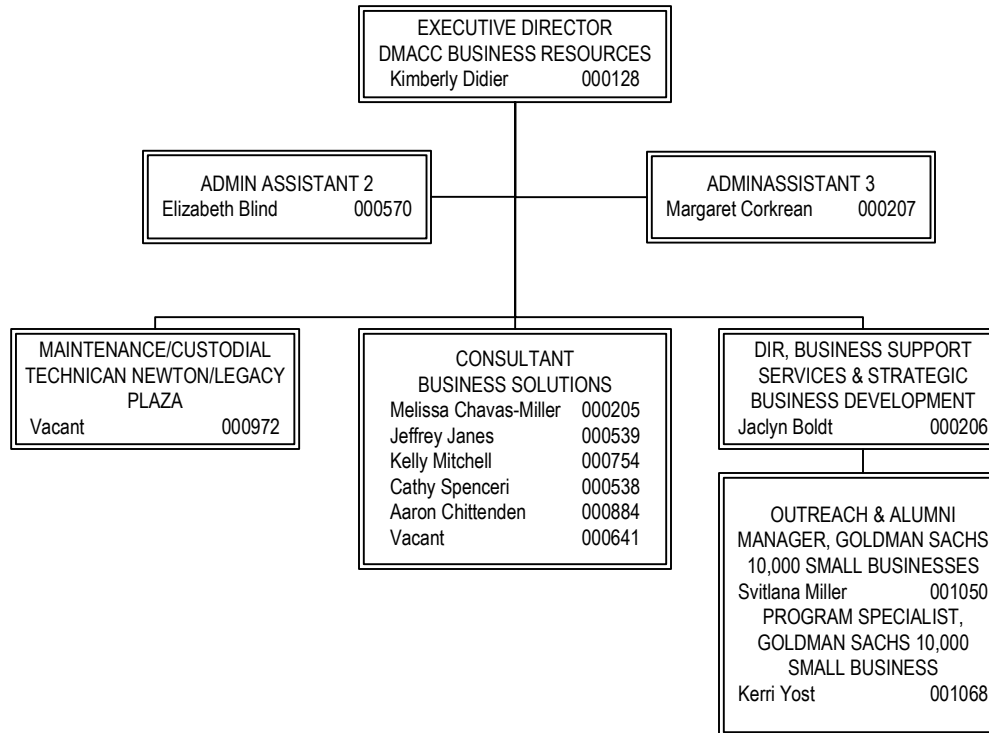 EXECUTIVE DIRECTOR
DMACC BUSINESS RESOURCES
Kimberly Didier 000128
ADMIN ASSISTANT 2
Elizabeth Blind 000570
ADMINASSISTANT 3
Margaret Corkrean 000207
MAINTENANCE/CUSTODIAL
TECHNICAN NEWTON/LEGACY
PLAZA
Vacant 000972
CONSULTANT
BUSINESS SOLUTIONS
Melissa Chavas-Miller 000205
Jeffrey Janes 000539
Kelly Mitchell 000754
Cathy Spenceri 000538
Aaron Chittenden 000884
Vacant 000641
DIR, BUSINESS SUPPORT
SERVICES & STRATEGIC
BUSINESS DEVELOPMENT
Jaclyn Boldt 000206
OUTREACH & ALUMNI
MANAGER, GOLDMAN SACHS
10,000 SMALL BUSINESSES
Svitlana Miller 001050
PROGRAM SPECIALIST,
GOLDMAN SACHS 10,000
SMALL BUSINESS
Kerri Yost 001068